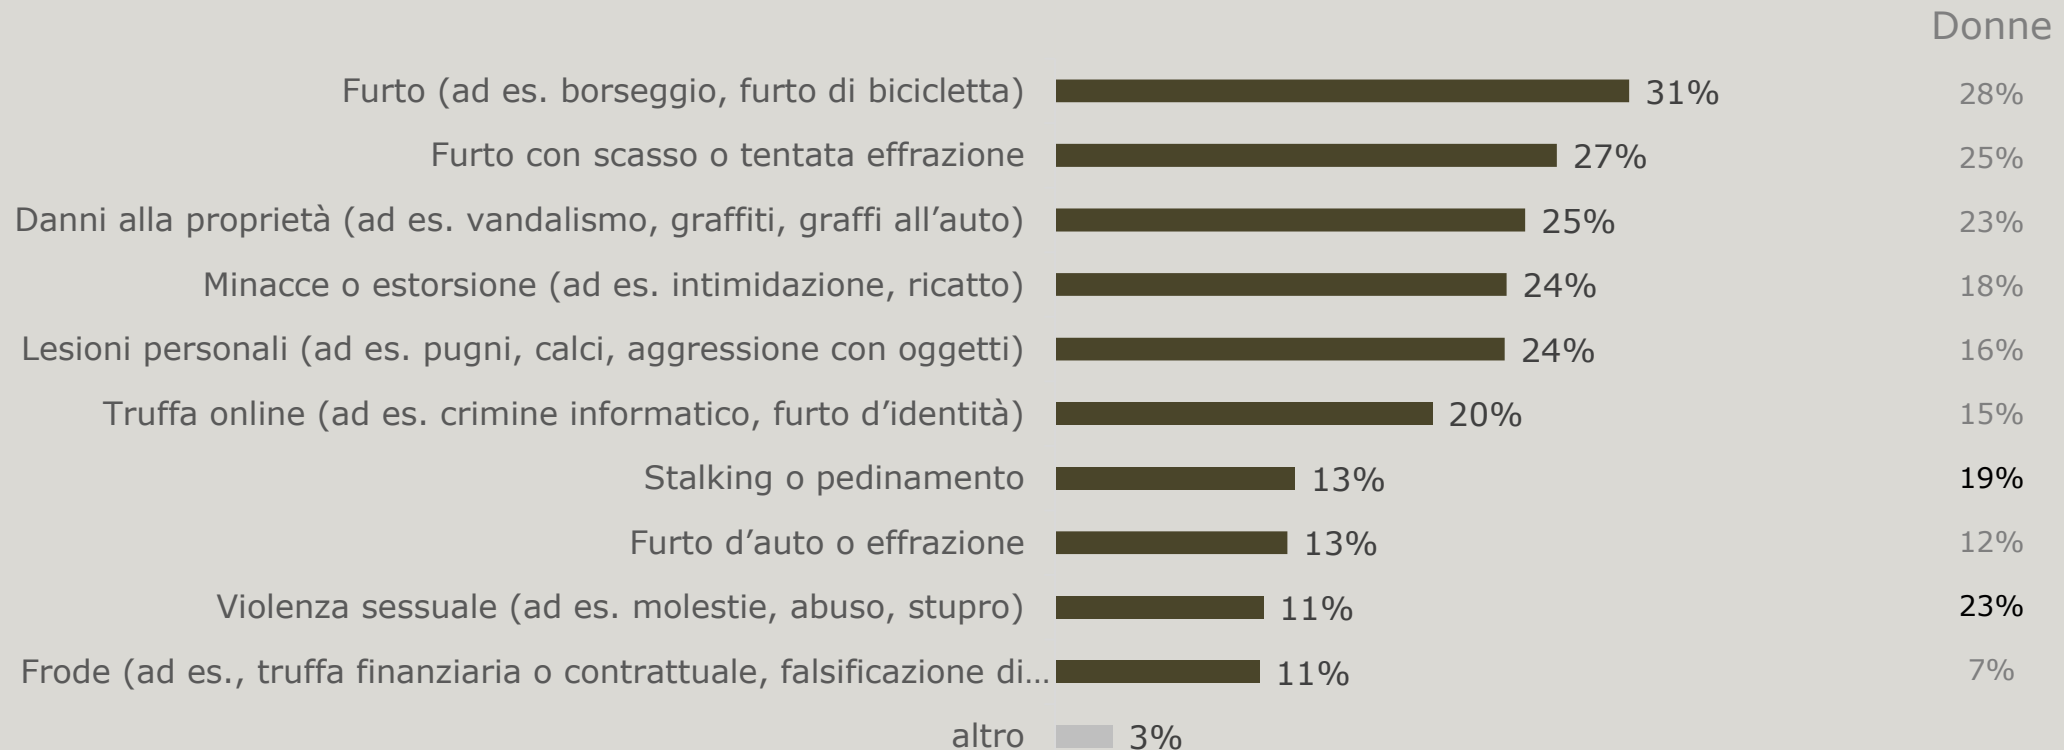 Donne
Furto (ad es. borseggio, furto di bicicletta) 31% 28%
Furto con scasso o tentata effrazione 27% 25%
Danni alla proprietà (ad es. vandalismo, graffiti, graffi all’auto) 25% 23%
Minacce o estorsione (ad es. intimidazione, ricatto) 24% 18%
Lesioni personali (ad es. pugni, calci, aggressione con oggetti) 24% 16%
Truffa online (ad es. crimine informatico, furto d’identità) 20% 15%
Stalking o pedinamento 13% 19%
Furto d’auto o effrazione 13% 12%
Violenza sessuale (ad es. molestie, abuso, stupro) 11% 23%
Frode (ad es., truffa finanziaria o contrattuale, falsificazione di… 11% 7%
altro 3%